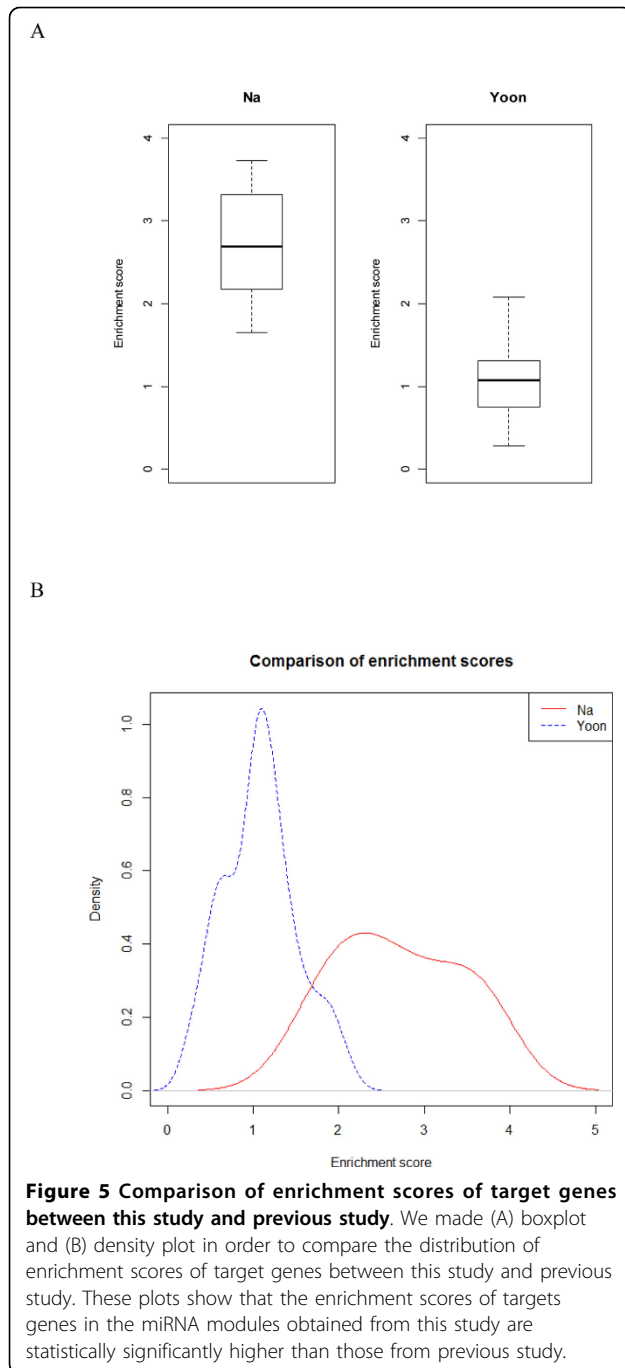 A
Na
Yoon
Enrichment score
0 1 2 3 4
Enrichment score
0 1 2 3 4
B
Comparison of enrichment scores
Na
Yoon
Density
0.0 0.2 0.4 0.6 0.8 1.0
0 1 2 3 4 5
Enrichment score
Figure 5 Comparison of enrichment scores of target genes
between this study and previous study. We made (A) boxplot
and (B) density plot in order to compare the distribution of
enrichment scores of target genes between this study and previous
study. These plots show that the enrichment scores of targets
genes in the miRNA modules obtained from this study are
statistically significantly higher than those from previous study.